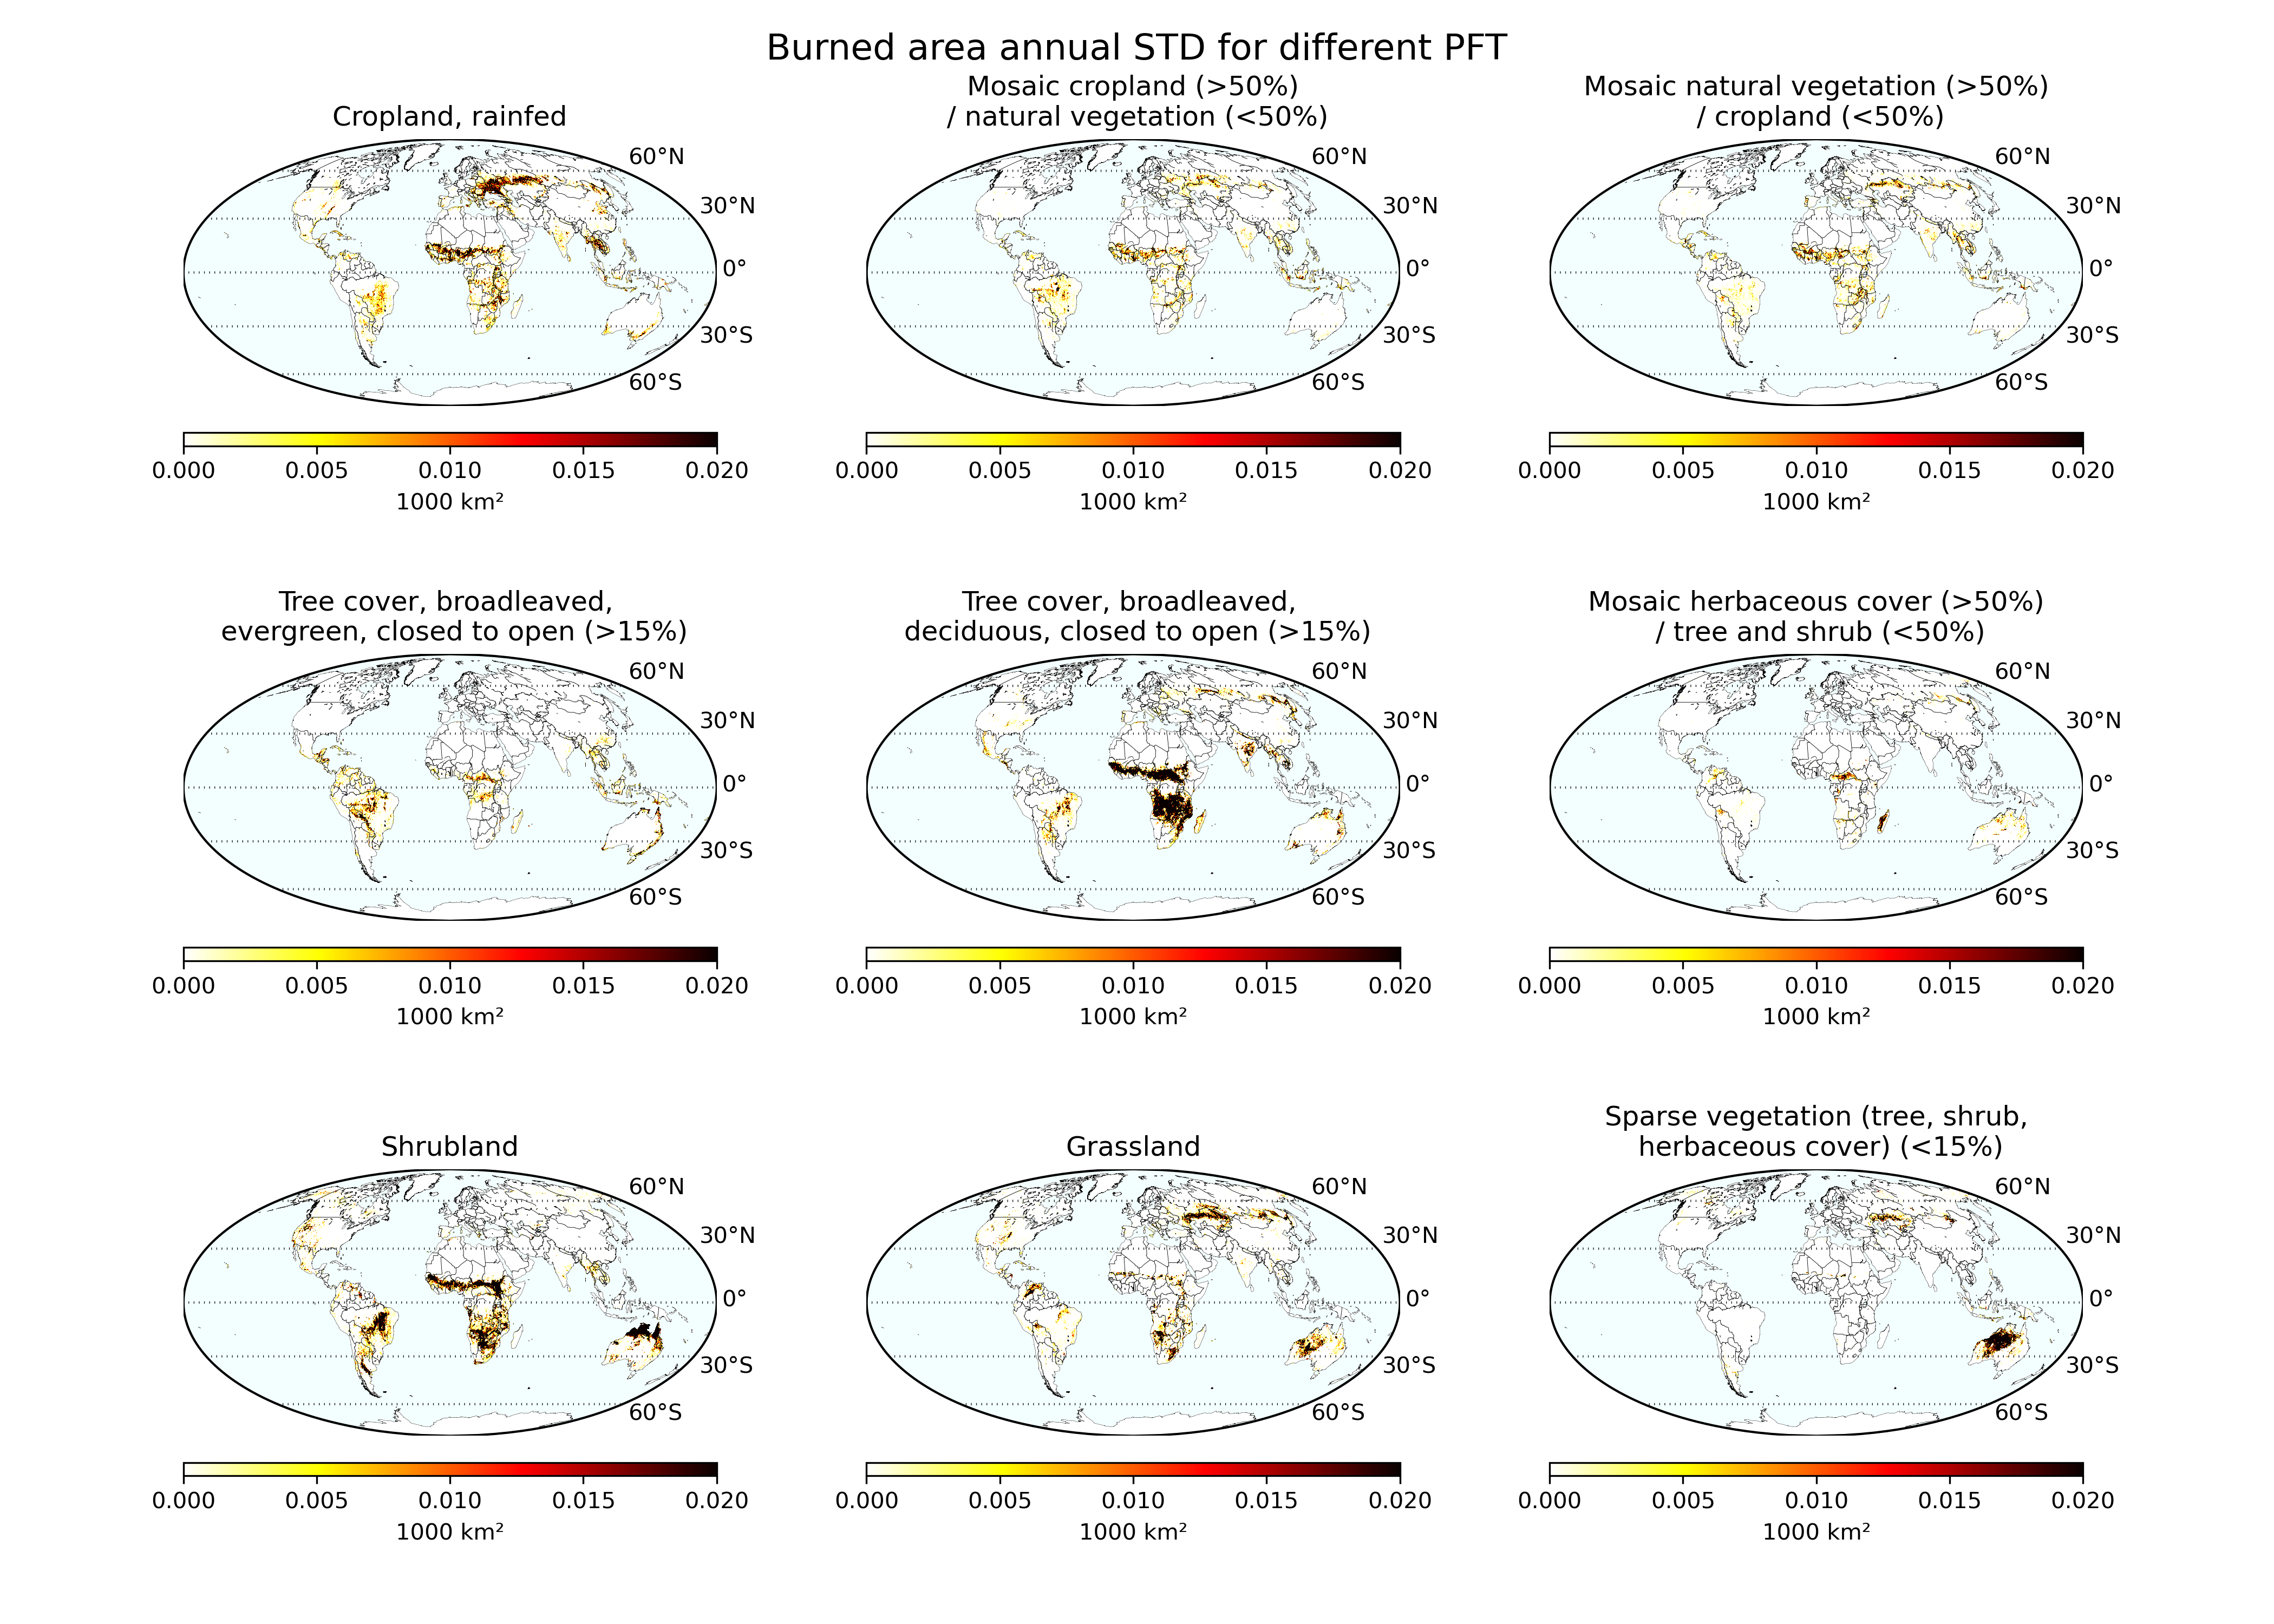 Burned area annual STD for different PFT
Cropland, rainfed
60°N
30°N
0°
30°S
60°S
0.000 0.005 0.010 0.015 0.020
1000 km²
Mosaic cropland (>50%)
/ natural vegetation (<50%)
60°N
30°N
0°
30°S
60°S
0.000 0.005 0.010 0.015 0.020
1000 km²
Mosaic natural vegetation (>50%)
/ cropland (<50%)
60°N
30°N
0°
30°S
60°S
0.000 0.005 0.010 0.015 0.020
1000 km²
Tree cover, broadleaved,
evergreen, closed to open (>15%)
60°N
30°N
0°
30°S
60°S
0.000 0.005 0.010 0.015 0.020
1000 km²
Tree cover, broadleaved,
deciduous, closed to open (>15%)
60°N
30°N
0°
30°S
60°S
0.000 0.005 0.010 0.015 0.020
1000 km²
Mosaic herbaceous cover (>50%)
/ tree and shrub (<50%)
60°N
30°N
0°
30°S
60°S
0.000 0.005 0.010 0.015 0.020
1000 km²
Shrubland
60°N
30°N
0°
30°S
60°S
0.000 0.005 0.010 0.015 0.020
1000 km²
Grassland
60°N
30°N
0°
30°S
60°S
0.000 0.005 0.010 0.015 0.020
1000 km²
Sparse vegetation (tree, shrub,
herbaceous cover) (<15%)
60°N
30°N
0°
30°S
60°S
0.000 0.005 0.010 0.015 0.020
1000 km²